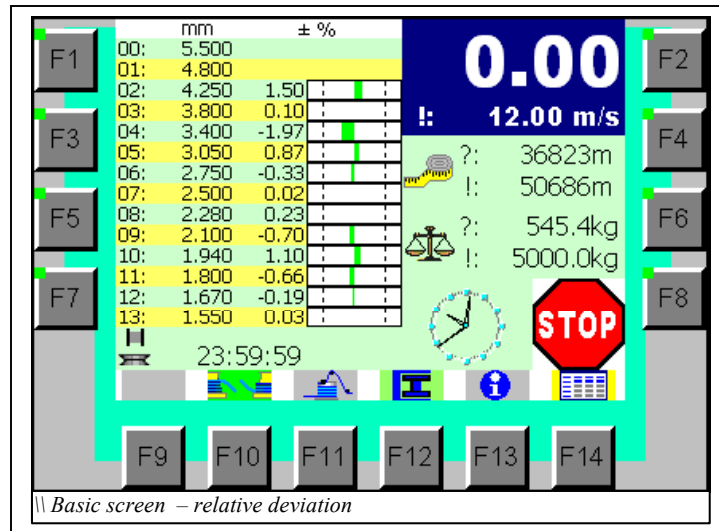 mm ± %
00: 5.500
01: 4.800
02: 4.250 1.50
03: 3.800 0.10
04: 3.400 -1.97
05: 3.050 0.87
06: 2.750 -0.33
07: 2.500 0.02
08: 2.280 0.23
09: 2.100 -0.70
10: 1.940 1.10
11: 1.800 -0.66
12: 1.670 -0.19
13: 1.550 0.03
23:59:59
0.00
!: 12.00 m/s
?: 36823m
!: 50686m
?: 545.4kg
!: 5000.0kg
STOP
F1
F3
F5
F7
F2
F4
F6
F8
F9 F10 F11 F12 F13 F14
\\ Basic screen – relative deviation